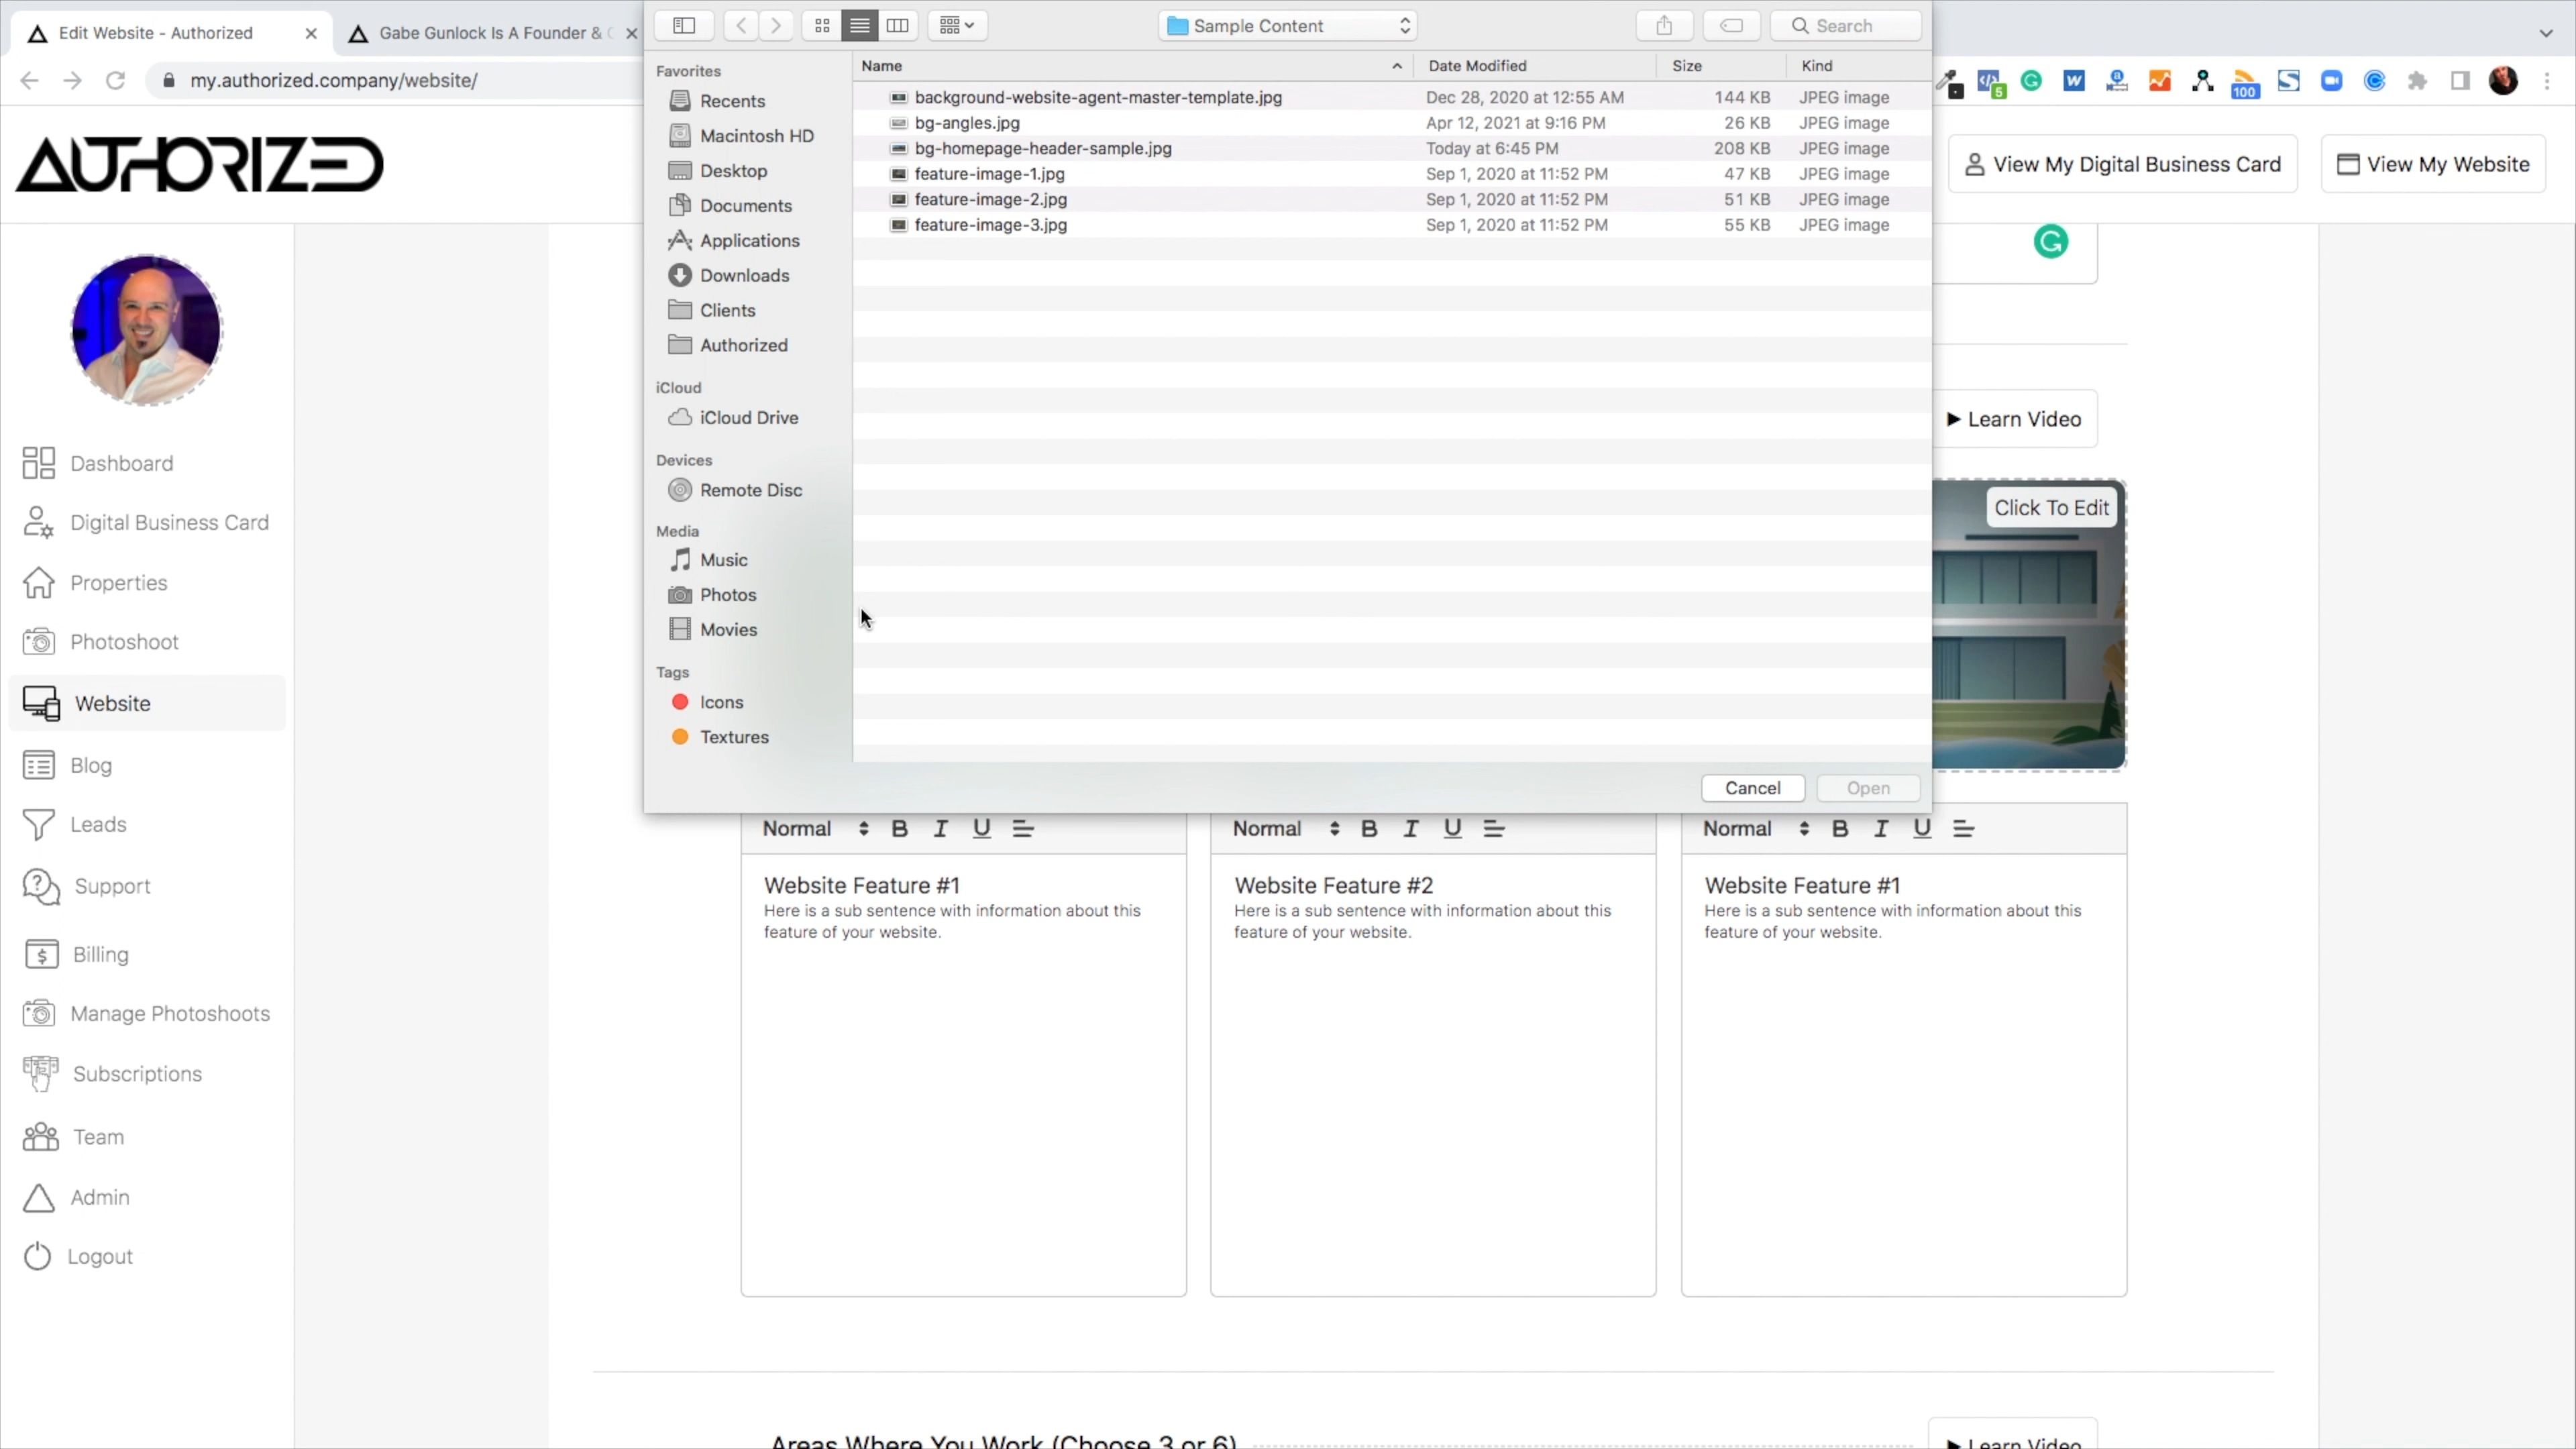 Edit Website - Authorized
Gabe Gunlock Is A Founder &
my.authorized.company/website/
Sample Content
Search
Favorites
Recents
Macintosh HD
Desktop
Documents
Applications
Downloads
Clients
Authorized
iCloud
iCloud Drive
Devices
Remote Disc
Media
Music
Photos
Movies
Tags
Icons
Textures
Name Date Modified Size Kind
background-website-agent-master-template.jpg Dec 28, 2020 at 12:55 AM 144 KB JPEG image
bg-angles.jpg Apr 12, 2021 at 9:16 PM 26 KB JPEG image
bg-homepage-header-sample.jpg Today at 6:45 PM 208 KB JPEG image
feature-image-1.jpg Sep 1, 2020 at 11:52 PM 47 KB JPEG image
feature-image-2.jpg Sep 1, 2020 at 11:52 PM 51 KB JPEG image
feature-image-3.jpg Sep 1, 2020 at 11:52 PM 55 KB JPEG image
Cancel Open
5
100
AUTHORIZED
View My Digital Business Card
View My Website
Dashboard
Digital Business Card
Properties
Photoshoot
Website
Blog
Leads
Support
Billing
Manage Photoshoots
Subscriptions
Team
Admin
Logout
Learn Video
Click To Edit
Normal B I U
Website Feature #1
Here is a sub sentence with information about this
feature of your website.
Normal B I U
Website Feature #2
Here is a sub sentence with information about this
feature of your website.
Normal B I U
Website Feature #1
Here is a sub sentence with information about this
feature of your website.
Areas Where You Work (Choose 3 or 6)
Learn Video